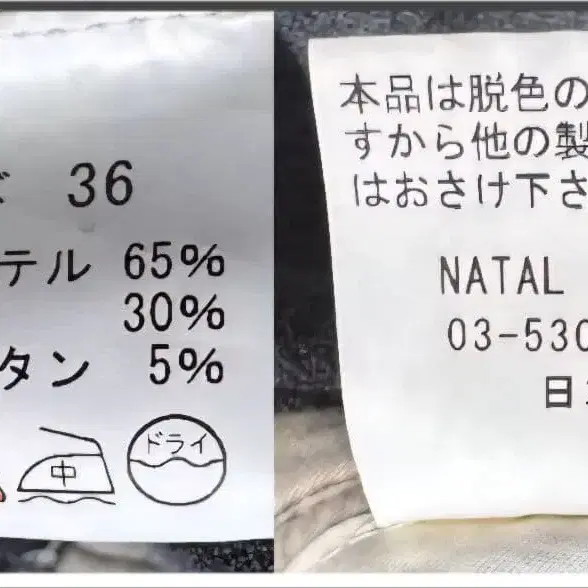 ズ 36
テル 65%
30%
タン 5%
中
ドライ
本品は脱色の
すから他の製
はおさけ下さ
NATAL
03-530
日